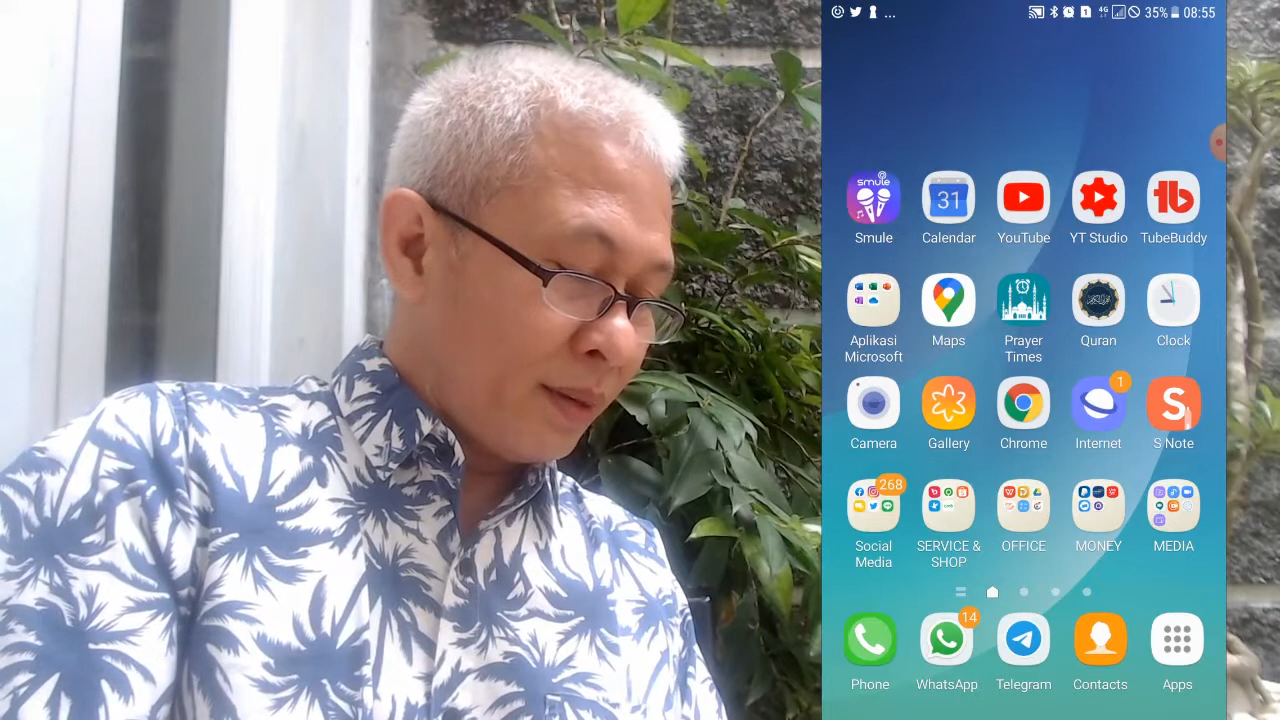 ... 4G 35% 08:55
smule 31
Smule Calendar YouTube YT Studio TubeBuddy
Aplikasi Microsoft Maps Prayer Times Quran Clock
1 S
Camera Gallery Chrome Internet S Note
268
Social Media SERVICE & SHOP OFFICE MONEY MEDIA
14
Phone WhatsApp Telegram Contacts Apps